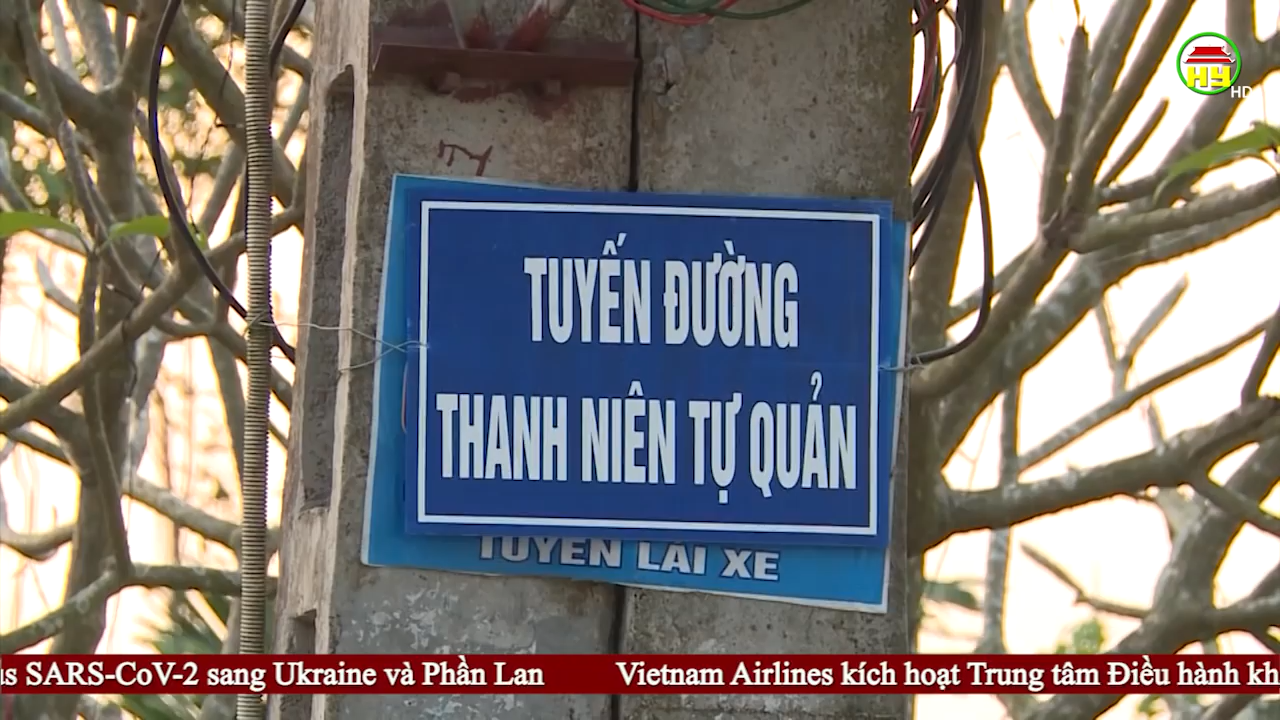 HY
HD
TUYẾN ĐƯỜNG
THANH NIÊN TỰ QUẢN
TUYỂN LÁI XE
SARS-CoV-2 sang Ukraine và Phần Lan Vietnam Airlines kích hoạt Trung tâm Điều hành